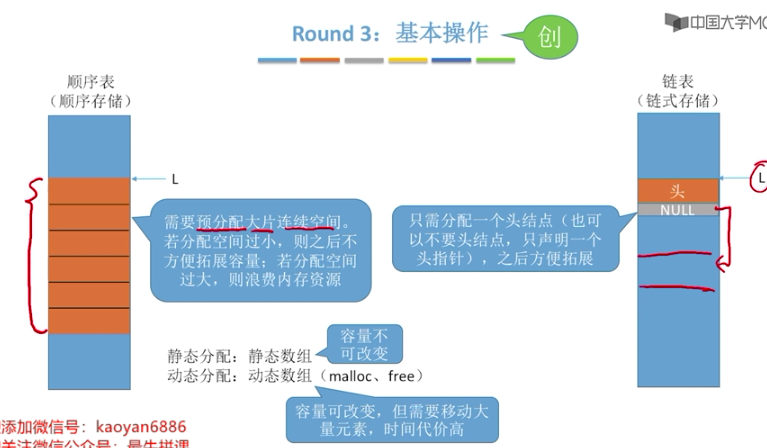 Round 3：基本操作
创
中国大学MO
顺序表
（顺序存储）
链表
（链式存储）
L
L
头
NULL
需要预分配大片连续空间。
若分配空间过小，则之后不
方便拓展容量；若分配空间
过大，则浪费内存资源
只需分配一个头结点（也可
以不要头结点，只声明一个
头指针），之后方便拓展
容量不
可改变
静态分配：静态数组
动态分配：动态数组（malloc、free）
容量可改变，但需要移动大
量元素，时间代价高
添加微信号：kaoyan6886
关注微信公众号：最生拼课